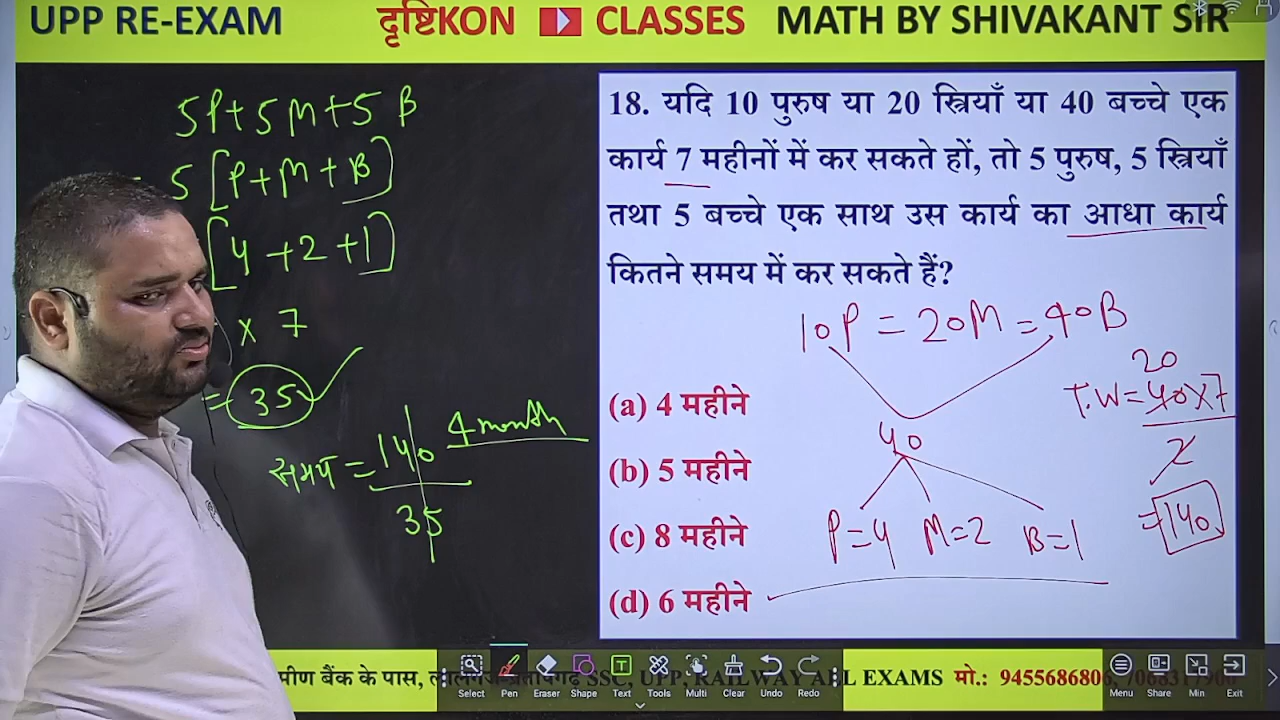 UPP RE-EXAM दृष्टिKON CLASSES MATH BY SHIVAKANT SIR
5P+5M+5B
5[P+M+B]
[4+2+1]
x 7
=35
समय=140
35
4 month
18. यदि 10 पुरुष या 20 स्त्रियाँ या 40 बच्चे एक
कार्य 7 महीनों में कर सकते हों, तो 5 पुरुष, 5 स्त्रियाँ
तथा 5 बच्चे एक साथ उस कार्य का आधा कार्य
कितने समय में कर सकते हैं?
10P = 20M = 40B
40
P=4 M=2 B=1
20
T.W=40x7
2
=140
(a) 4 महीने
(b) 5 महीने
(c) 8 महीने
(d) 6 महीने
Select Pen Eraser Shape Text Tools Multi Clear Undo Redo Menu Share Min Exit
बैंक के पास, SSC, UPP, RAILWAY ALL EXAMS मो.: 9455686806,